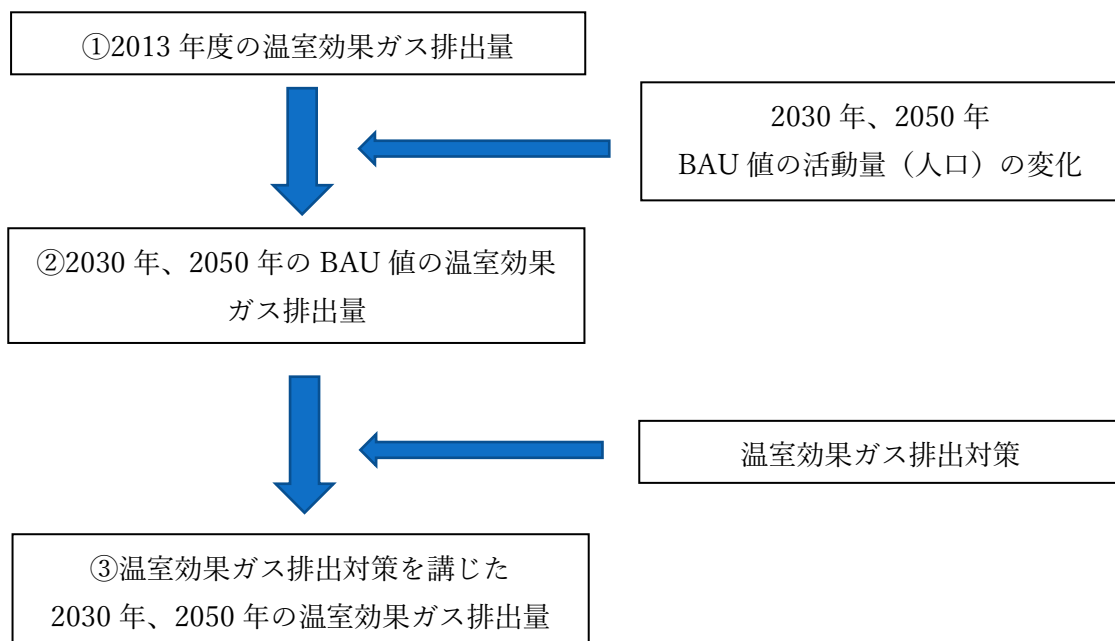 ①2013 年度の温室効果ガス排出量
2030 年、2050 年
BAU 値の活動量（人口）の変化
②2030 年、2050 年の BAU 値の温室効果
ガス排出量
温室効果ガス排出対策
③温室効果ガス排出対策を講じた
2030 年、2050 年の温室効果ガス排出量